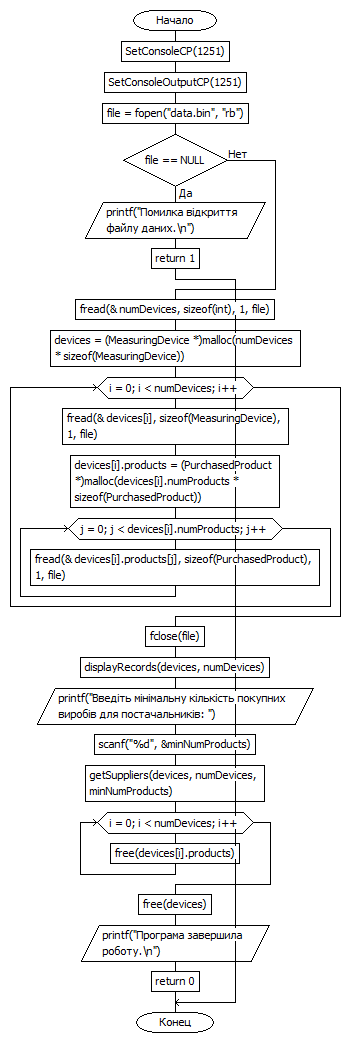 Начало
SetConsoleCP(1251)
SetConsoleOutputCP(1251)
file = fopen("data.bin", "rb")
file == NULL
Нет
Да
printf("Помилка відкриття
файлу даних.\n")
return 1
fread(& numDevices, sizeof(int), 1, file)
devices = (MeasuringDevice *)malloc(numDevices
* sizeof(MeasuringDevice))
i = 0; i < numDevices; i++
fread(& devices[i], sizeof(MeasuringDevice),
1, file)
devices[i].products = (PurchasedProduct
*)malloc(devices[i].numProducts *
sizeof(PurchasedProduct))
j = 0; j < devices[i].numProducts; j++
fread(& devices[i].products[j], sizeof(PurchasedProduct),
1, file)
fclose(file)
displayRecords(devices, numDevices)
printf("Введіть мінімальну кількість покупних
виробів для постачальників: ")
scanf("%d", &minNumProducts)
getSuppliers(devices, numDevices,
minNumProducts)
i = 0; i < numDevices; i++
free(devices[i].products)
free(devices)
printf("Програма завершила
роботу.\n")
return 0
Конец